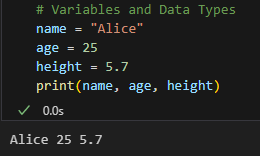 # Variables and Data Types
name = "Alice"
age = 25
height = 5.7
print(name, age, height)
0.0s
Alice 25 5.7